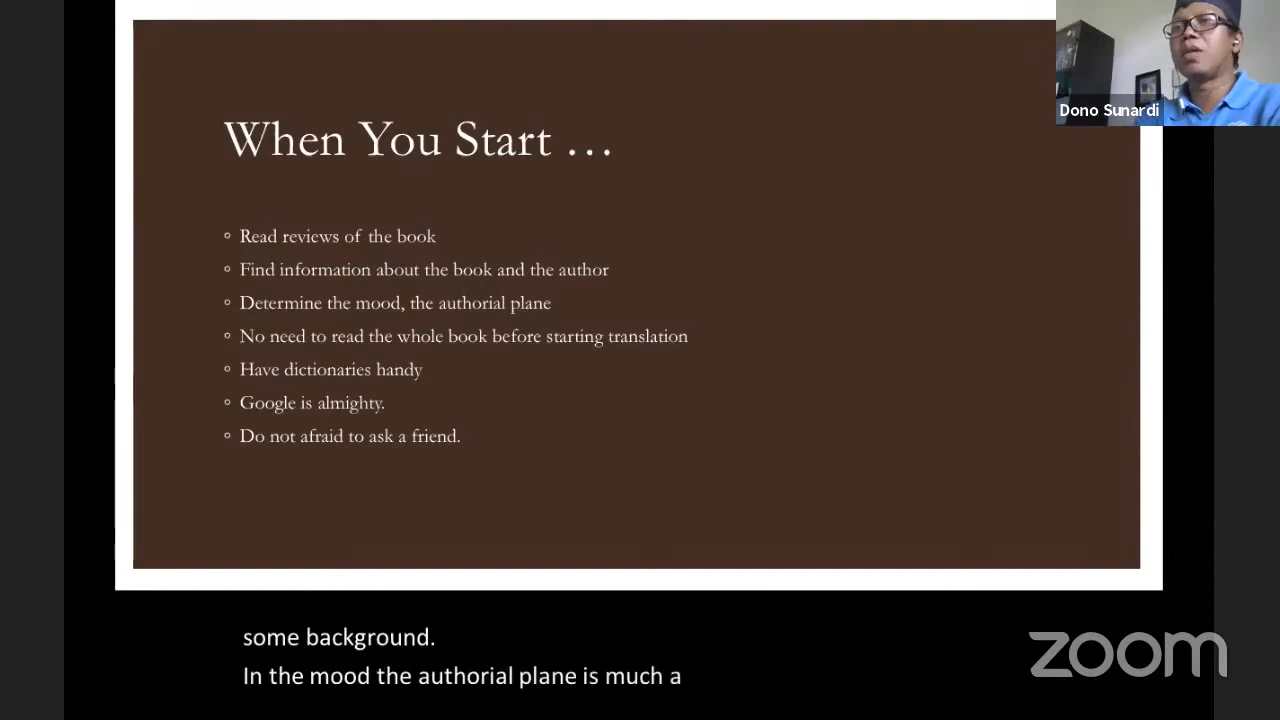 Dono Sunardi
When You Start …
Read reviews of the book
Find information about the book and the author
Determine the mood, the authorial plane
No need to read the whole book before starting translation
Have dictionaries handy
Google is almighty.
Do not afraid to ask a friend.
some background.
In the mood the authorial plane is much a
zoom